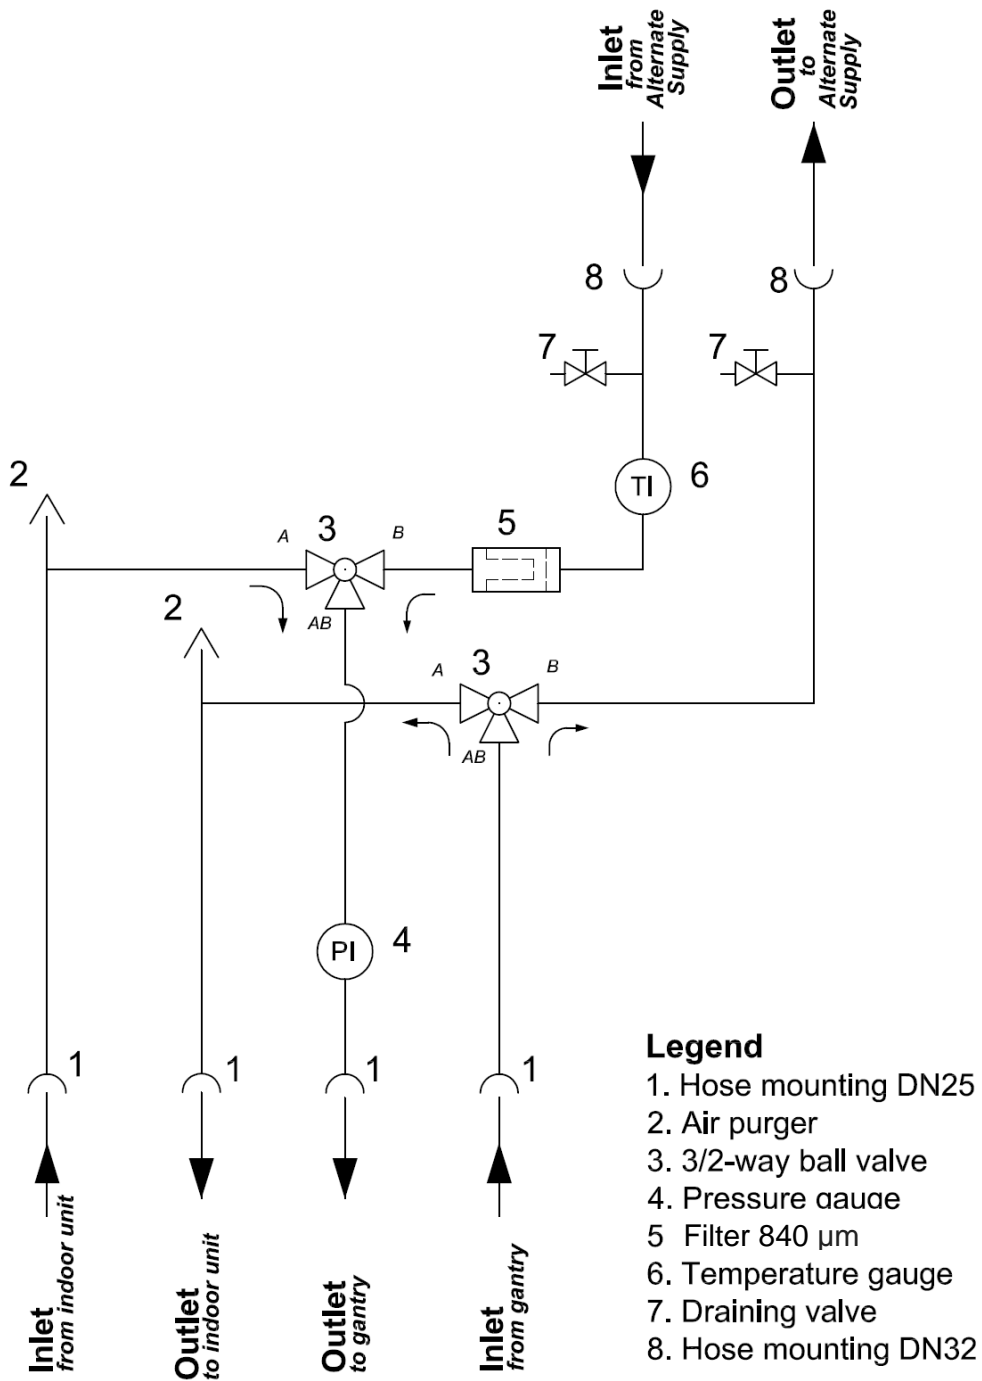 Inlet
from
Alternate
Supply
Outlet
to
Alternate
Supply
8
8
7
7
2
TI
6
A
3
B
5
AB
2
A
3
B
AB
PI
4
1
1
1
1
Inlet
from indoor unit
Outlet
to indoor unit
Outlet
to gantry
Inlet
from gantry
Legend
1. Hose mounting DN25
2. Air purger
3. 3/2-way ball valve
4. Pressure gauge
5 Filter 840 µm
6. Temperature gauge
7. Draining valve
8. Hose mounting DN32